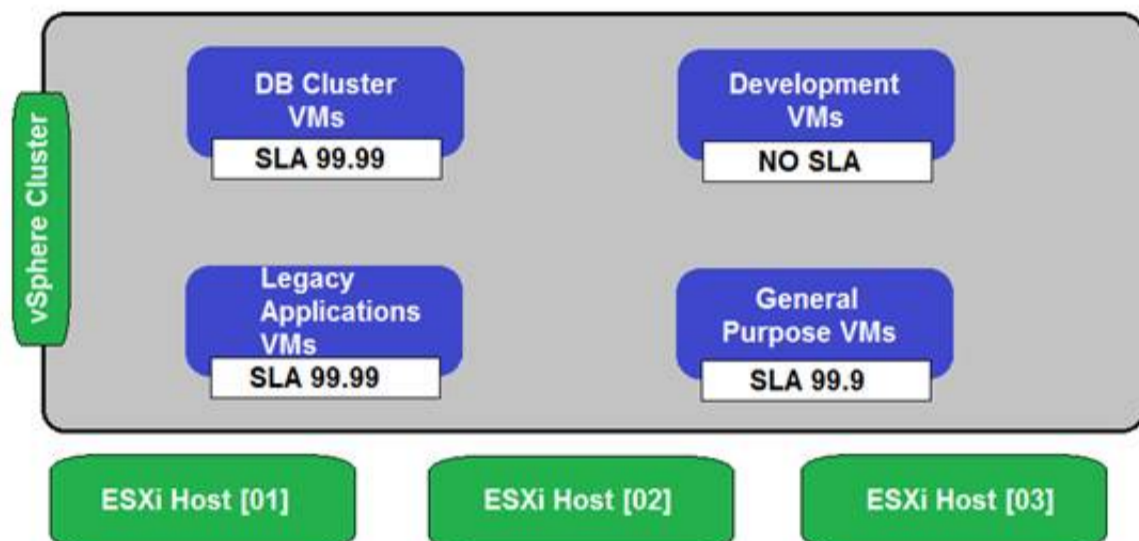 vSphere Cluster
DB Cluster
VMs
SLA 99.99
Development
VMs
NO SLA
Legacy
Applications
VMs
SLA 99.99
General
Purpose VMs
SLA 99.9
ESXi Host [01]
ESXi Host [02]
ESXi Host [03]